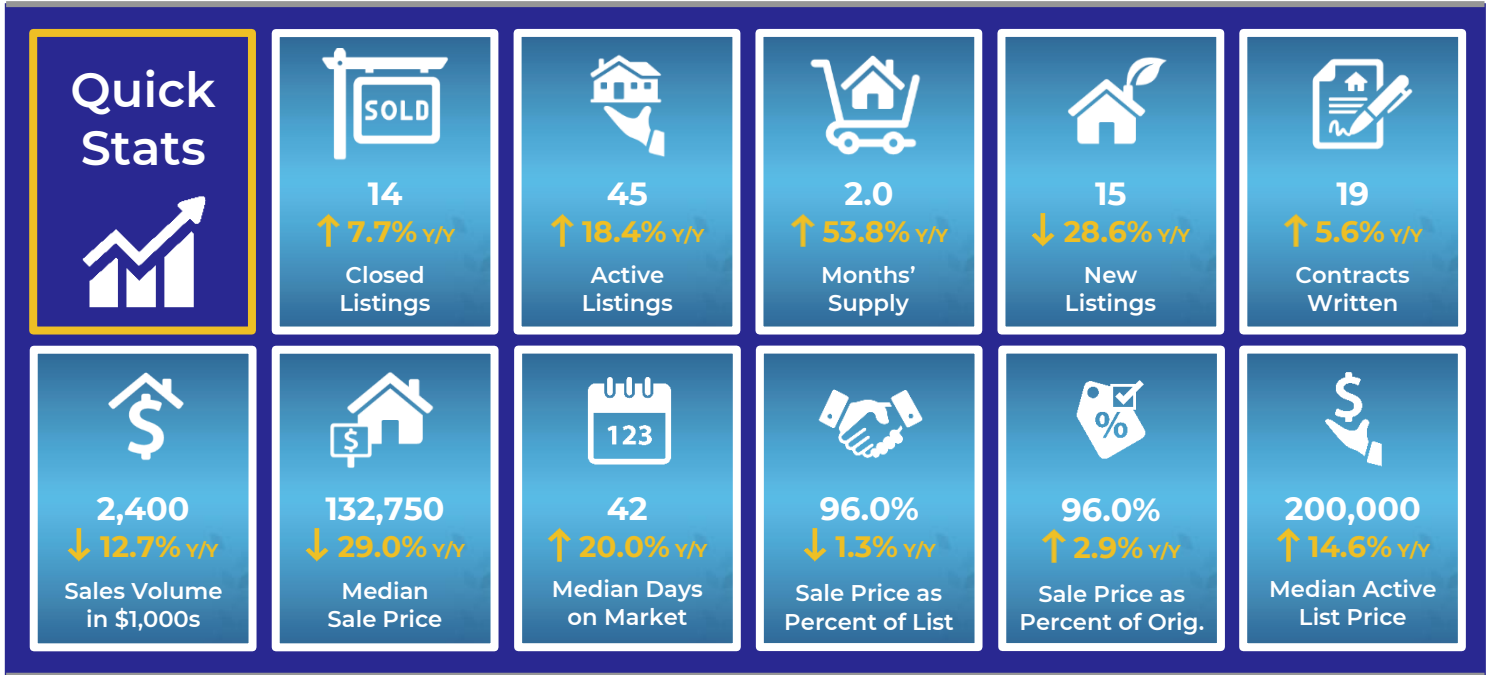 Quick
Stats
SOLD
14
↑ 7.7% Y/Y
Closed
Listings
45
↑ 18.4% Y/Y
Active
Listings
2.0
↑ 53.8% Y/Y
Months’
Supply
15
↓ 28.6% Y/Y
New
Listings
19
↑ 5.6% Y/Y
Contracts
Written
$
2,400
↓ 12.7% Y/Y
Sales Volume
in $1,000s
$
132,750
↓ 29.0% Y/Y
Median
Sale Price
123
42
↑ 20.0% Y/Y
Median Days
on Market
96.0%
↓ 1.3% Y/Y
Sale Price as
Percent of List
%
96.0%
↑ 2.9% Y/Y
Sale Price as
Percent of Orig.
$
200,000
↑ 14.6% Y/Y
Median Active
List Price